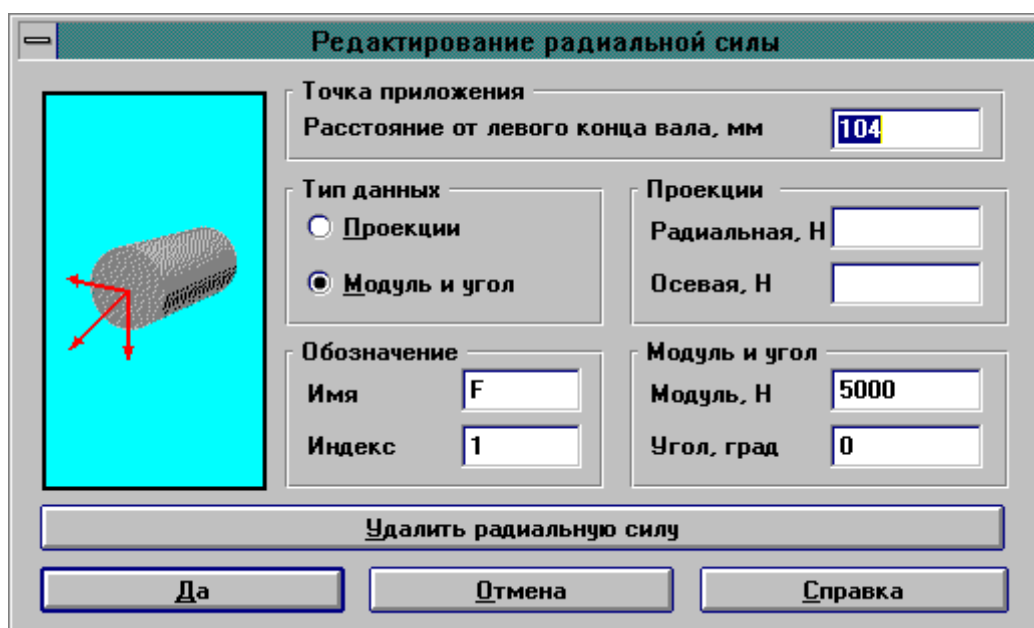 Редактирование радиальной силы
Точка приложения
Расстояние от левого конца вала, мм 104
Тип данных
Проекции
Модуль и угол
Проекции
Радиальная, Н
Осевая, Н
Обозначение
Имя F
Индекс 1
Модуль и угол
Модуль, Н 5000
Угол, град 0
Удалить радиальную силу
Да Отмена Справка